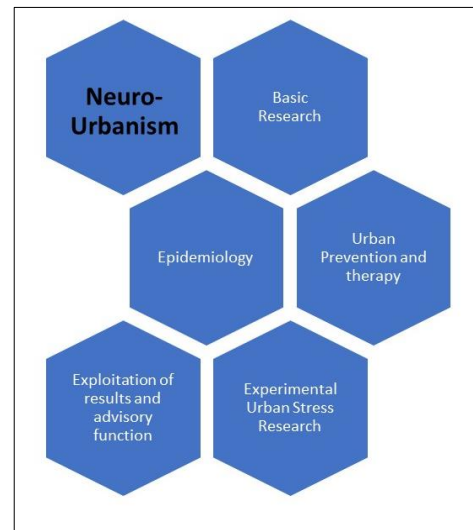 Neuro-
Urbanism
Basic
Research
Epidemiology
Urban
Prevention and
therapy
Exploitation of
results and
advisory
function
Experimental
Urban Stress
Research